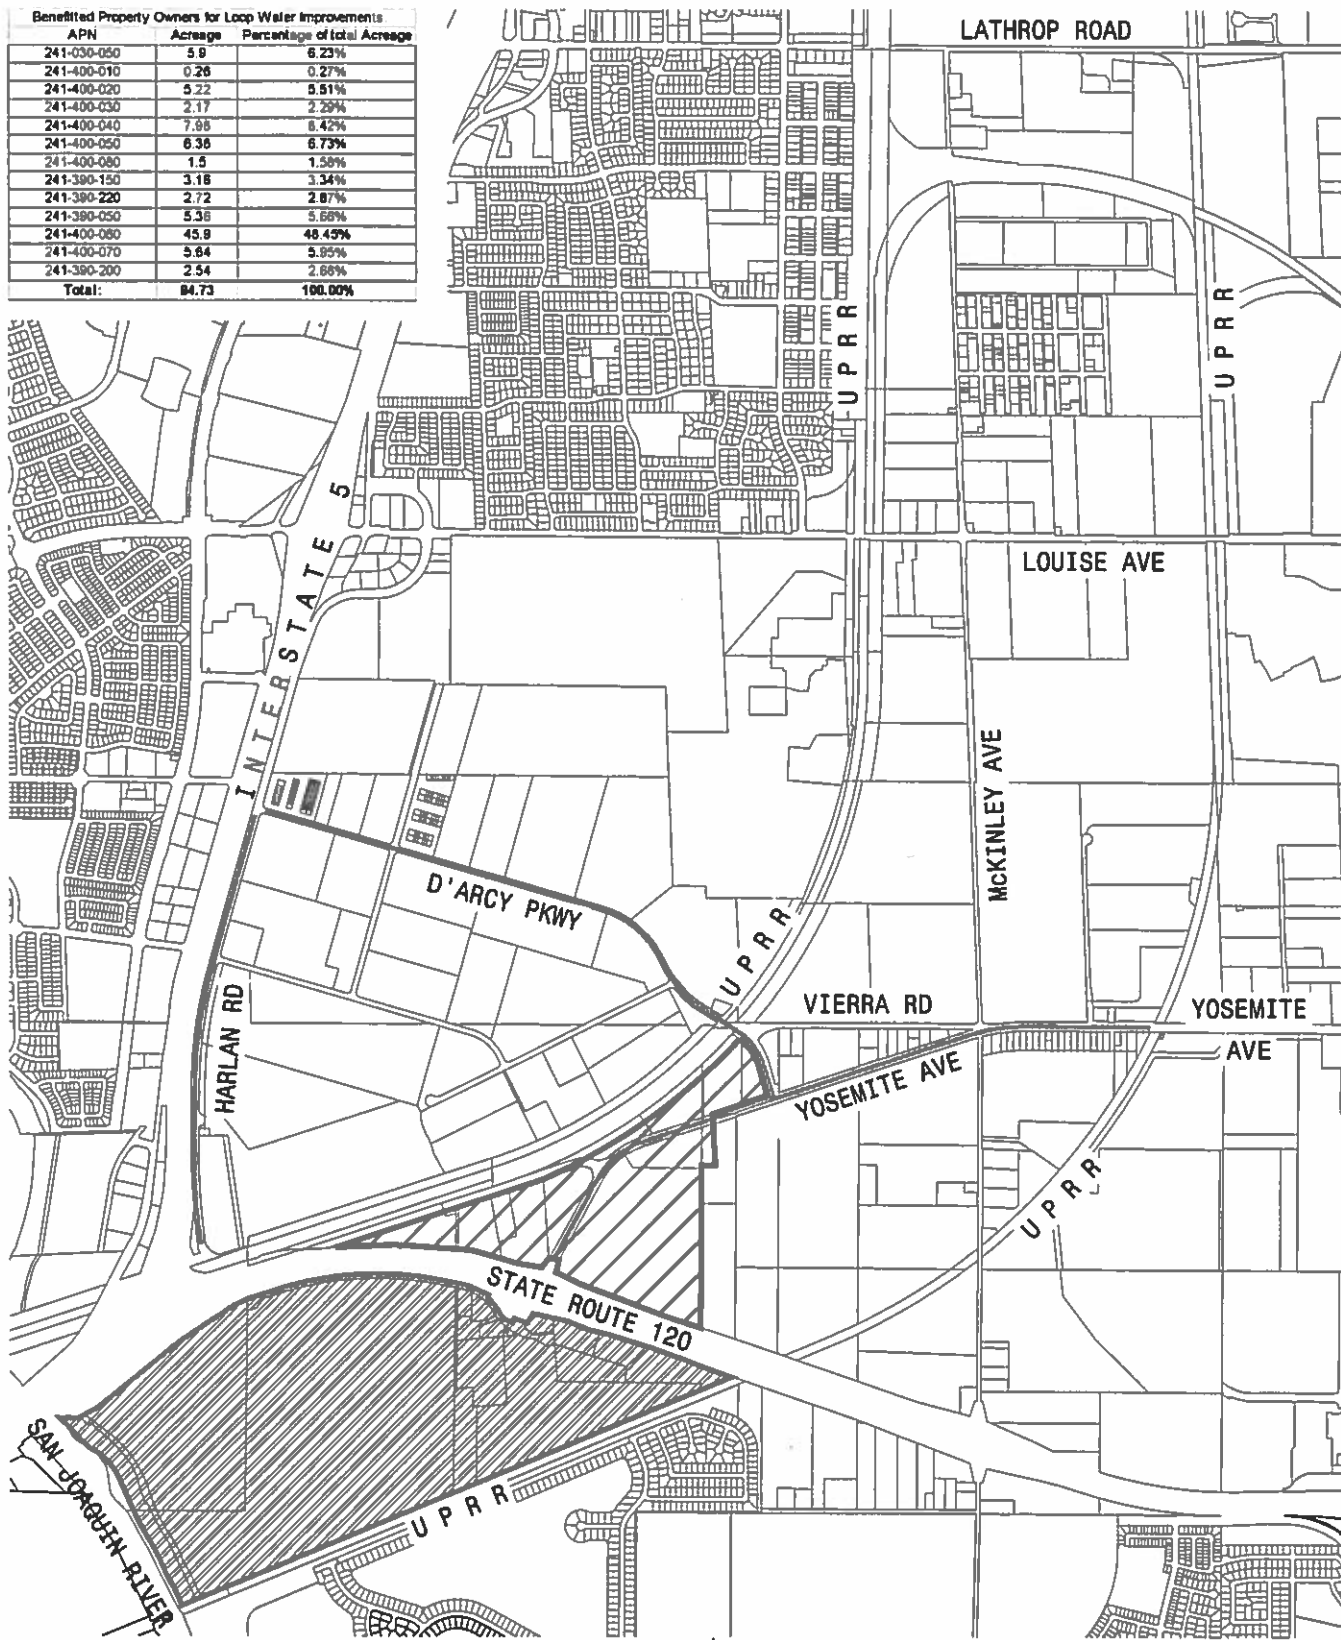 Benefitted Property Owners for Loop Water Improvements
APN Acreage Percentage of total Acreage
241-030-050 5.9 6.23%
241-400-010 0.26 0.27%
241-400-020 5.22 5.51%
241-400-030 2.17 2.29%
241-400-040 7.98 8.42%
241-400-050 6.36 6.73%
241-400-080 1.5 1.58%
241-390-150 3.16 3.34%
241-390-220 2.72 2.87%
241-390-050 5.38 5.68%
241-400-060 45.9 48.45%
241-400-070 5.64 5.95%
241-390-200 2.54 2.68%
Total: 94.73 100.00%
LATHROP ROAD
UPRR
UPRR
INTERSTATE 5
LOUISE AVE
MCKINLEY AVE
D'ARCY PKWY
UPRR
HARLAN RD
VIERRA RD
YOSEMITE
AVE
YOSEMITE AVE
UPRR
STATE ROUTE 120
SAN JOAQUIN RIVER
UPRR